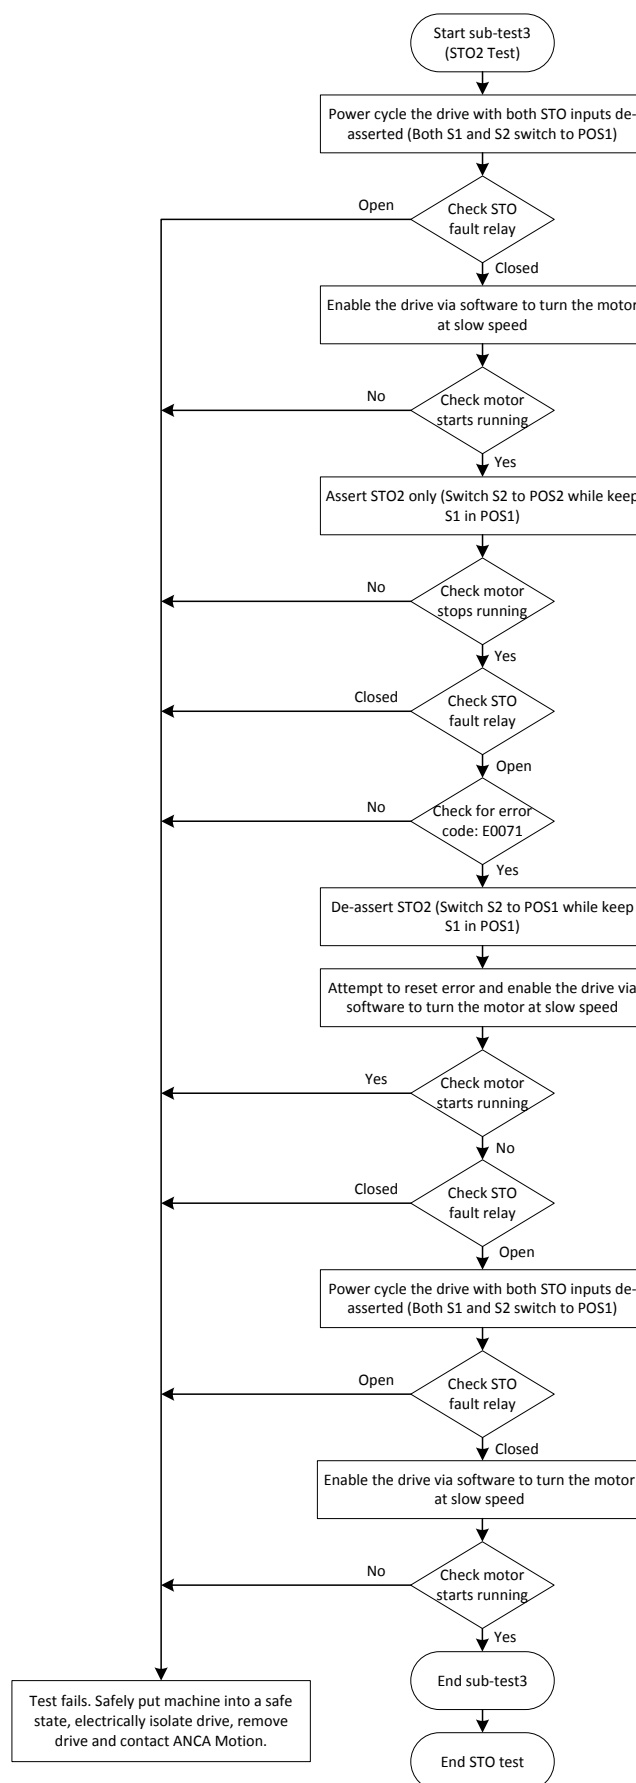 Start sub-test3
(STO2 Test)
Power cycle the drive with both STO inputs de-
asserted (Both S1 and S2 switch to POS1)
Check STO
fault relay
Open
Closed
Enable the drive via software to turn the motor
at slow speed
Check motor
starts running
No
Yes
Assert STO2 only (Switch S2 to POS2 while keep
S1 in POS1)
Check motor
stops running
No
Yes
Check STO
fault relay
Closed
Open
Check for error
code: E0071
No
Yes
De-assert STO2 (Switch S2 to POS1 while keep
S1 in POS1)
Attempt to reset error and enable the drive via
software to turn the motor at slow speed
Check motor
starts running
Yes
No
Check STO
fault relay
Closed
Open
Power cycle the drive with both STO inputs de-
asserted (Both S1 and S2 switch to POS1)
Check STO
fault relay
Open
Closed
Enable the drive via software to turn the motor
at slow speed
Check motor
starts running
No
Yes
End sub-test3
Test fails. Safely put machine into a safe
state, electrically isolate drive, remove
drive and contact ANCA Motion.
End STO test